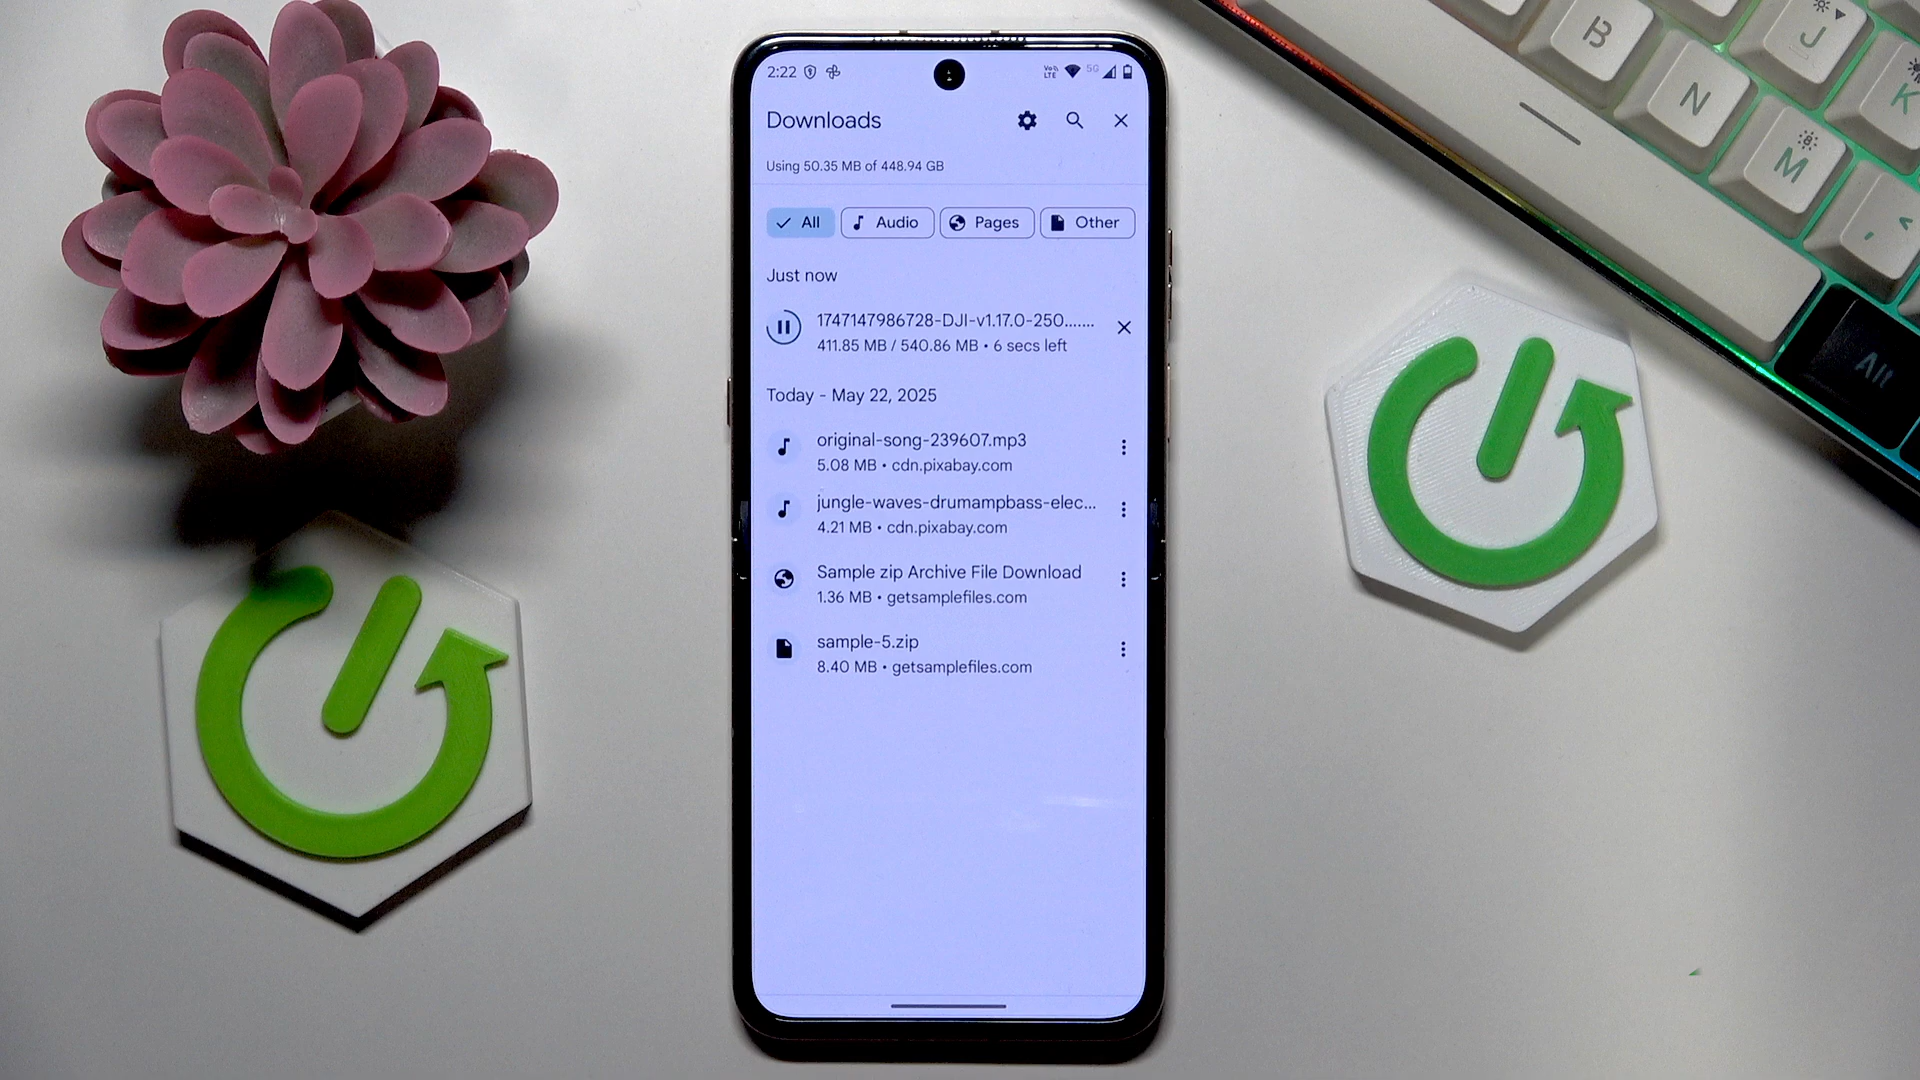 2:22 VoLTE 5G
Downloads
Using 50.35 MB of 448.94 GB
All Audio Pages Other
Just now
1747147986728-DJI-v1.17.0-250.......
411.85 MB / 540.86 MB • 6 secs left
Today - May 22, 2025
original-song-239607.mp3
5.08 MB • cdn.pixabay.com
jungle-waves-drumampbass-elec...
4.21 MB • cdn.pixabay.com
Sample zip Archive File Download
1.36 MB • getsamplefiles.com
sample-5.zip
8.40 MB • getsamplefiles.com
B
J
N
K
M
Alt